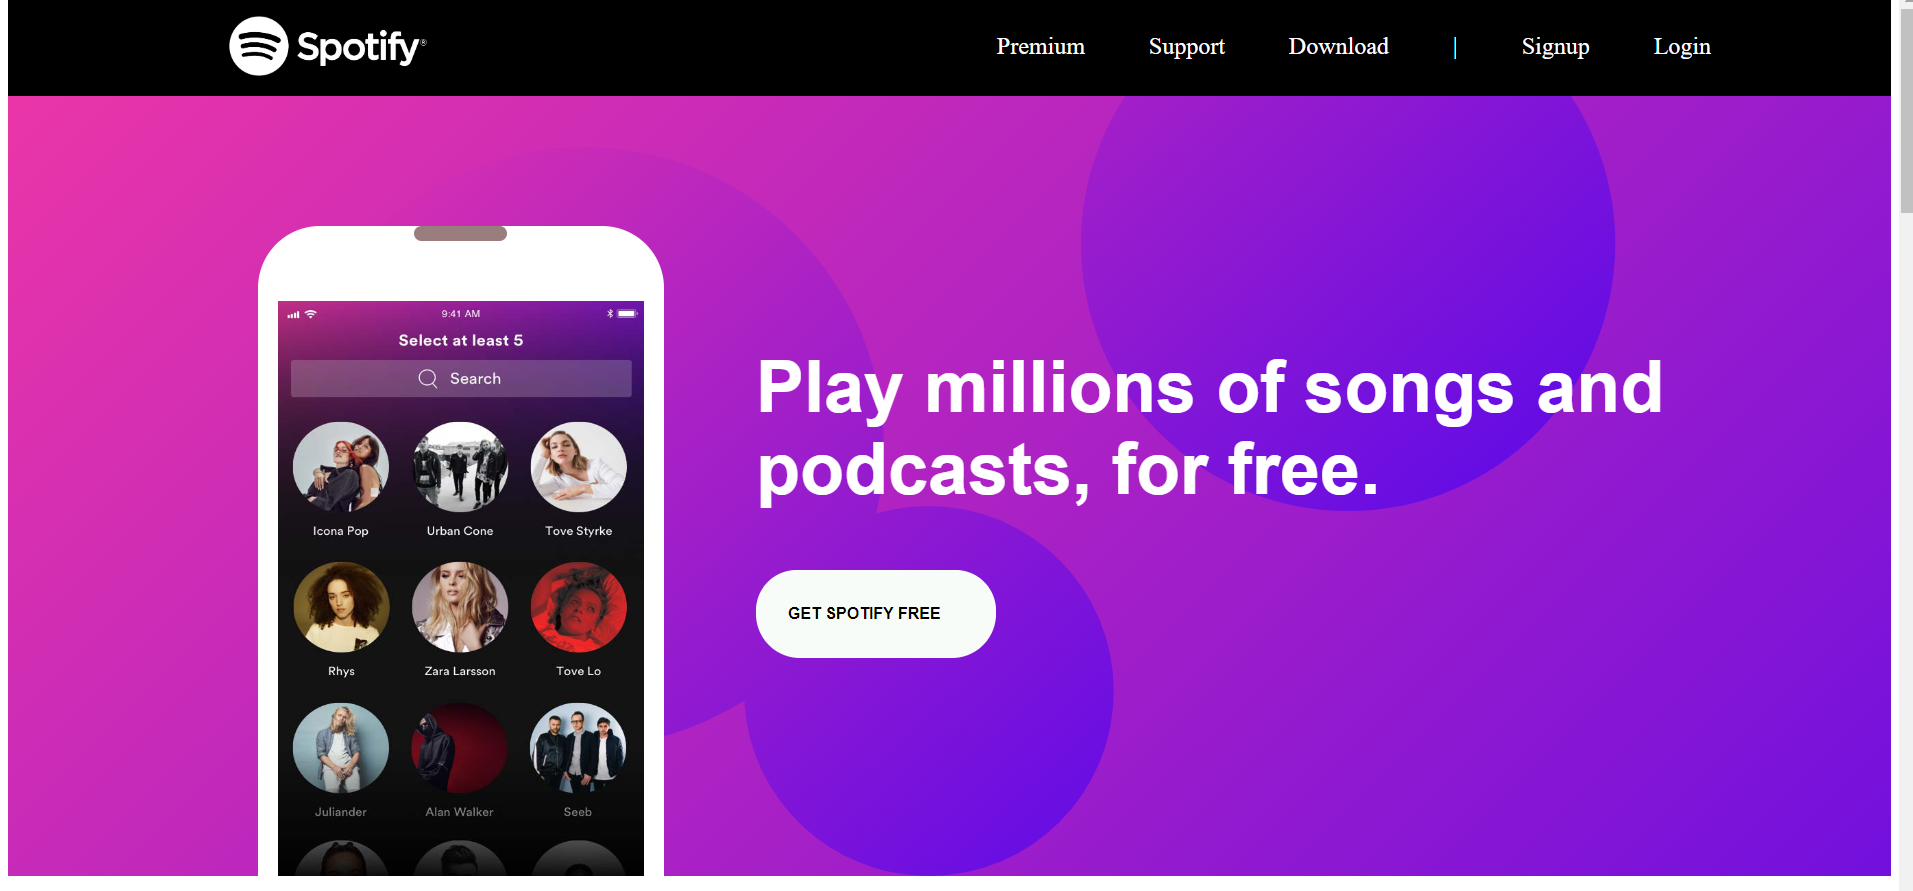 Spotify®
Premium Support Download | Signup Login
9:41 AM
Select at least 5
Search
Icona Pop Urban Cone Tove Styrke
Rhys Zara Larsson Tove Lo
Juliander Alan Walker Seeb
Play millions of songs and
podcasts, for free.
GET SPOTIFY FREE